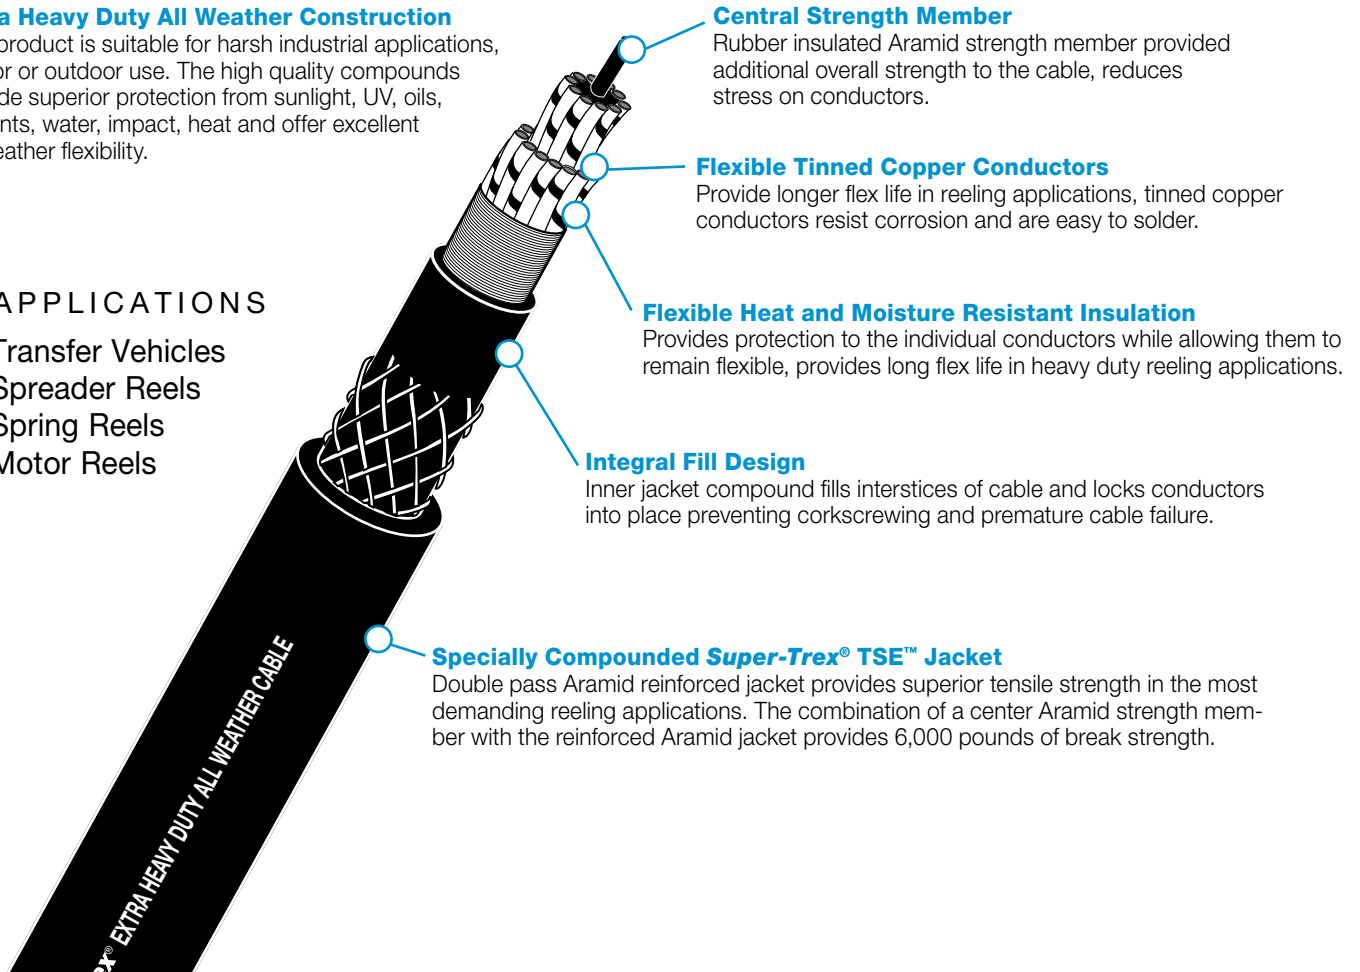 a Heavy Duty All Weather Construction
product is suitable for harsh industrial applications,
or or outdoor use. The high quality compounds
de superior protection from sunlight, UV, oils,
nts, water, impact, heat and offer excellent
eather flexibility.
Central Strength Member
Rubber insulated Aramid strength member provided
additional overall strength to the cable, reduces
stress on conductors.
Flexible Tinned Copper Conductors
Provide longer flex life in reeling applications, tinned copper
conductors resist corrosion and are easy to solder.
APPLICATIONS
Transfer Vehicles
Spreader Reels
Spring Reels
Motor Reels
Flexible Heat and Moisture Resistant Insulation
Provides protection to the individual conductors while allowing them to
remain flexible, provides long flex life in heavy duty reeling applications.
Integral Fill Design
Inner jacket compound fills interstices of cable and locks conductors
into place preventing corkscrewing and premature cable failure.
Specially Compounded Super-Trex® TSE™ Jacket
Double pass Aramid reinforced jacket provides superior tensile strength in the most
demanding reeling applications. The combination of a center Aramid strength mem-
ber with the reinforced Aramid jacket provides 6,000 pounds of break strength.
ex® EXTRA HEAVY DUTY ALL WEATHER CABLE